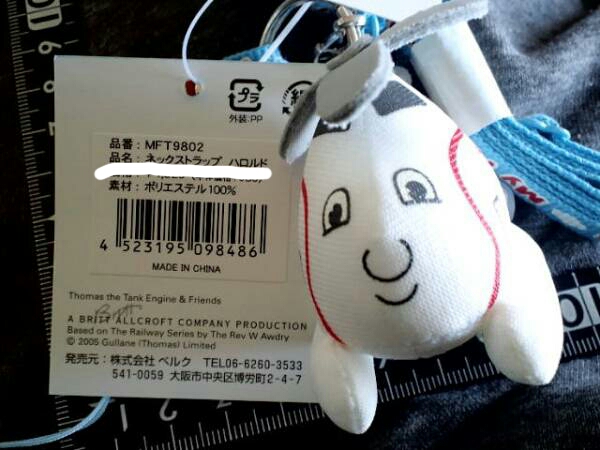 プラ
外装:PP
品番:MFT9802
品名:ネックストラップ ハロルド
素材:ポリエステル100%
4 523195 098486
MADE IN CHINA
Thomas the Tank Engine & Friends
Britt
A BRITT ALLCROFT COMPANY PRODUCTION
Based on The Railway Series by The Rev W Awdry
© 2005 Gullane (Thomas) Limited
発売元:株式会社 ベルク TEL06-6260-3533
541-0059 大阪市中央区博労町2-4-7